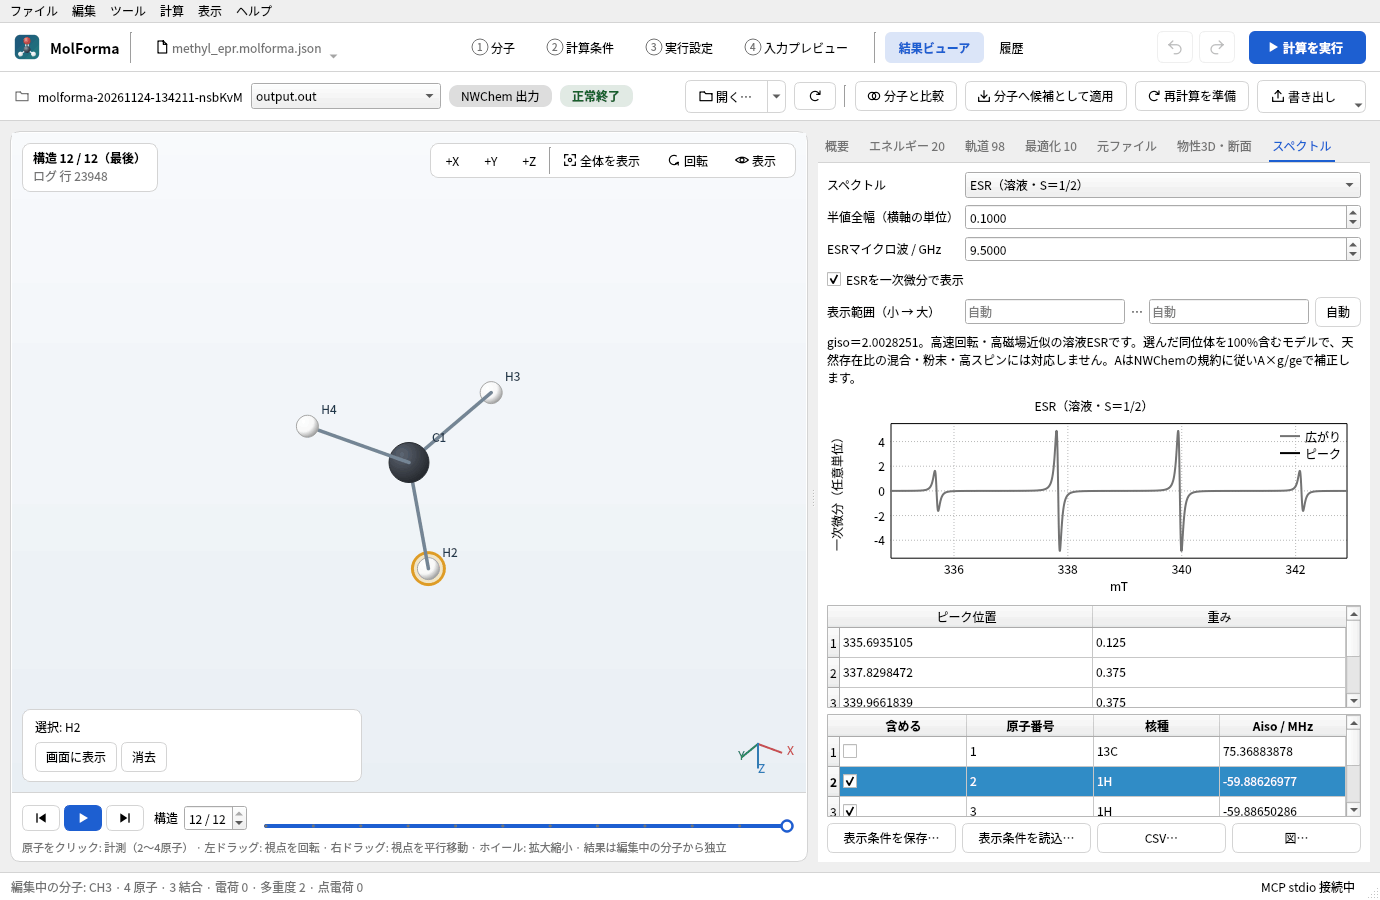 ファイル 編集 ツール 計算 表示 ヘルプ
MolForma methyl_epr.molforma.json 1 分子 2 計算条件 3 実行設定 4 入力プレビュー 結果ビューア 履歴 計算を実行
molforma-20261124-134211-nsbKvM output.out NWChem 出力 正常終了 開く… 分子と比較 分子へ候補として適用 再計算を準備 書き出し
構造 12 / 12（最後）
ログ行 23948
+X +Y +Z 全体を表示 回転 表示
H3
H4
C1
H2
選択: H2
画面に表示 消去
X
Y
Z
構造 12 / 12
原子をクリック: 計測（2〜4原子） · 左ドラッグ: 視点を回転 · 右ドラッグ: 視点を平行移動 · ホイール: 拡大縮小 · 結果は編集中の分子から独立
概要 エネルギー 20 軌道 98 最適化 10 元ファイル 物性3D・断面 スペクトル
スペクトル ESR（溶液・S＝1/2）
半値全幅（横軸の単位） 0.1000
ESRマイクロ波 / GHz 9.5000
ESRを一次微分で表示
表示範囲（小 → 大） 自動 … 自動 自動
giso＝2.0028251。高速回転・高磁場近似の溶液ESRです。選んだ同位体を100%含むモデルで、天
然存在比の混合・粉末・高スピンには対応しません。AはNWChemの規約に従いA×g/geで補正し
ます。
ESR（溶液・S＝1/2）
一次微分（任意単位）
4
2
0
-2
-4
広がり
ピーク
336 338 340 342
mT
ピーク位置 重み
1 335.6935105 0.125
2 337.8298472 0.375
3 339.9661839 0.375
含める 原子番号 核種 Aiso / MHz
1 1 13C 75.36883878
2 2 1H -59.88626977
3 3 1H -59.88650286
表示条件を保存… 表示条件を読込… CSV… 図…
編集中の分子: CH3 · 4 原子 · 3 結合 · 電荷 0 · 多重度 2 · 点電荷 0 MCP stdio 接続中